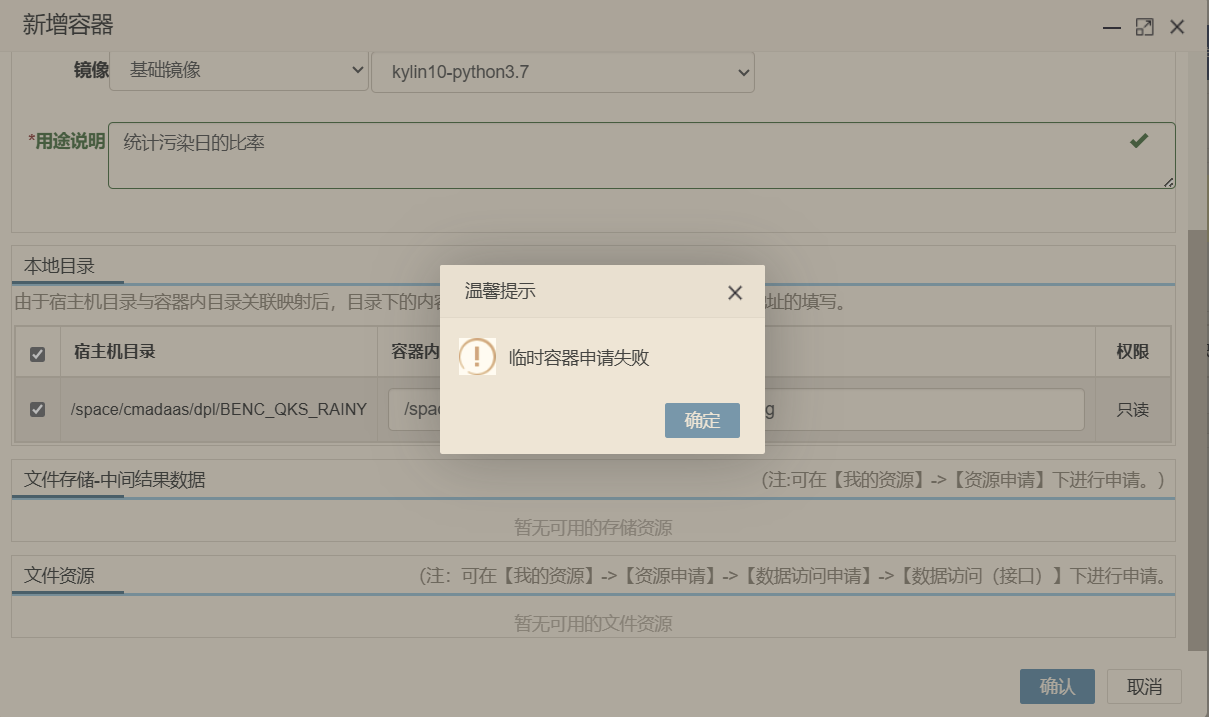 新增容器
镜像 基础镜像 kylin10-python3.7
*用途说明 统计污染日的比率
本地目录
由于宿主机目录与容器内目录关联映射后，目录下的内容 址的填写。
宿主机目录 容器内 权限
/space/cmadaas/dpl/BENC_QKS_RAINY /spac g 只读
温馨提示
临时容器申请失败
确定
文件存储-中间结果数据 (注:可在【我的资源】->【资源申请】下进行申请。)
暂无可用的存储资源
文件资源 (注：可在【我的资源】->【资源申请】->【数据访问申请】->【数据访问（接口）】下进行申请。
暂无可用的文件资源
确认 取消